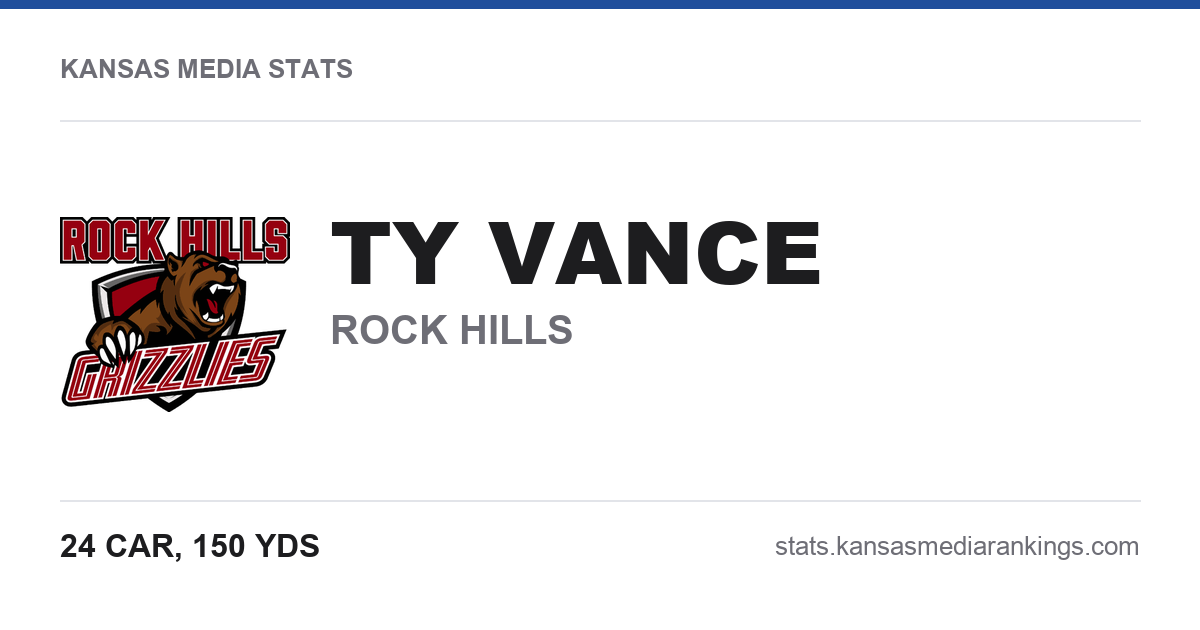 KANSAS MEDIA STATS
ROCK HILLS
GRIZZLIES
TY VANCE
ROCK HILLS
24 CAR, 150 YDS
stats.kansasmediarankings.com